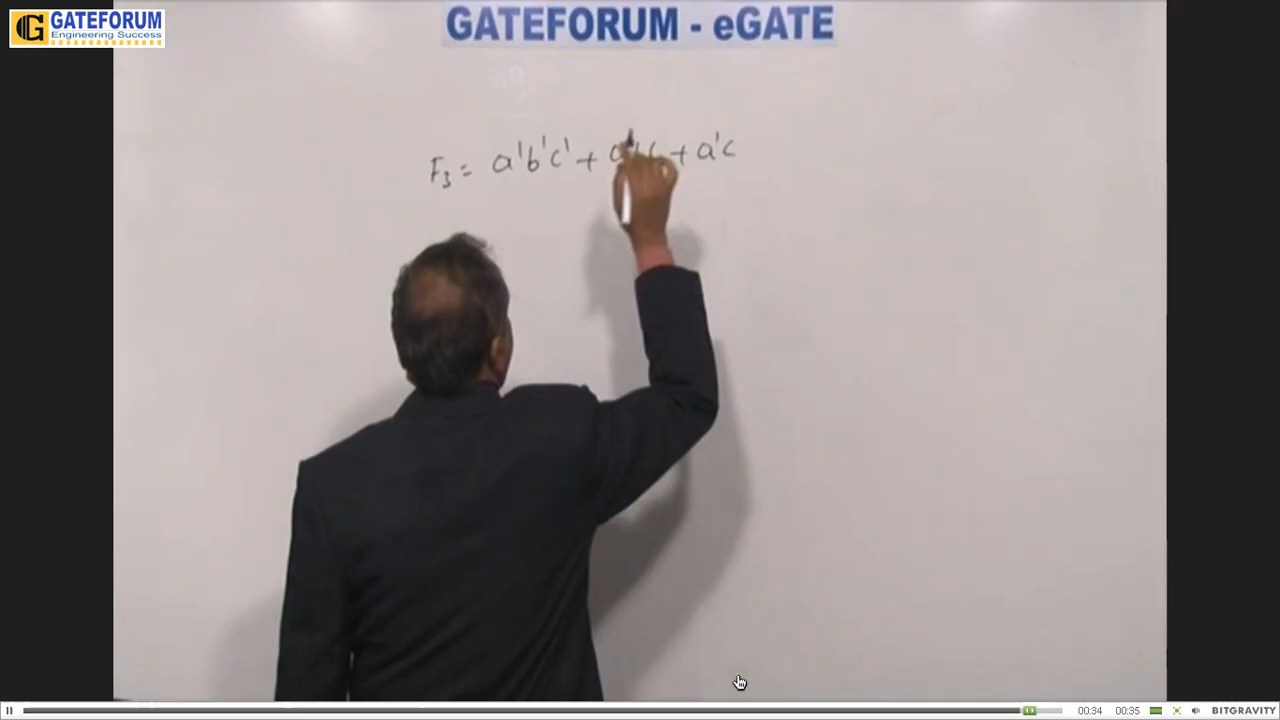 GATEFORUM
Engineering Success
GATEFORUM - eGATE
F3 = a'b'c' + + a'c
00:34 00:35 BITGRAVITY